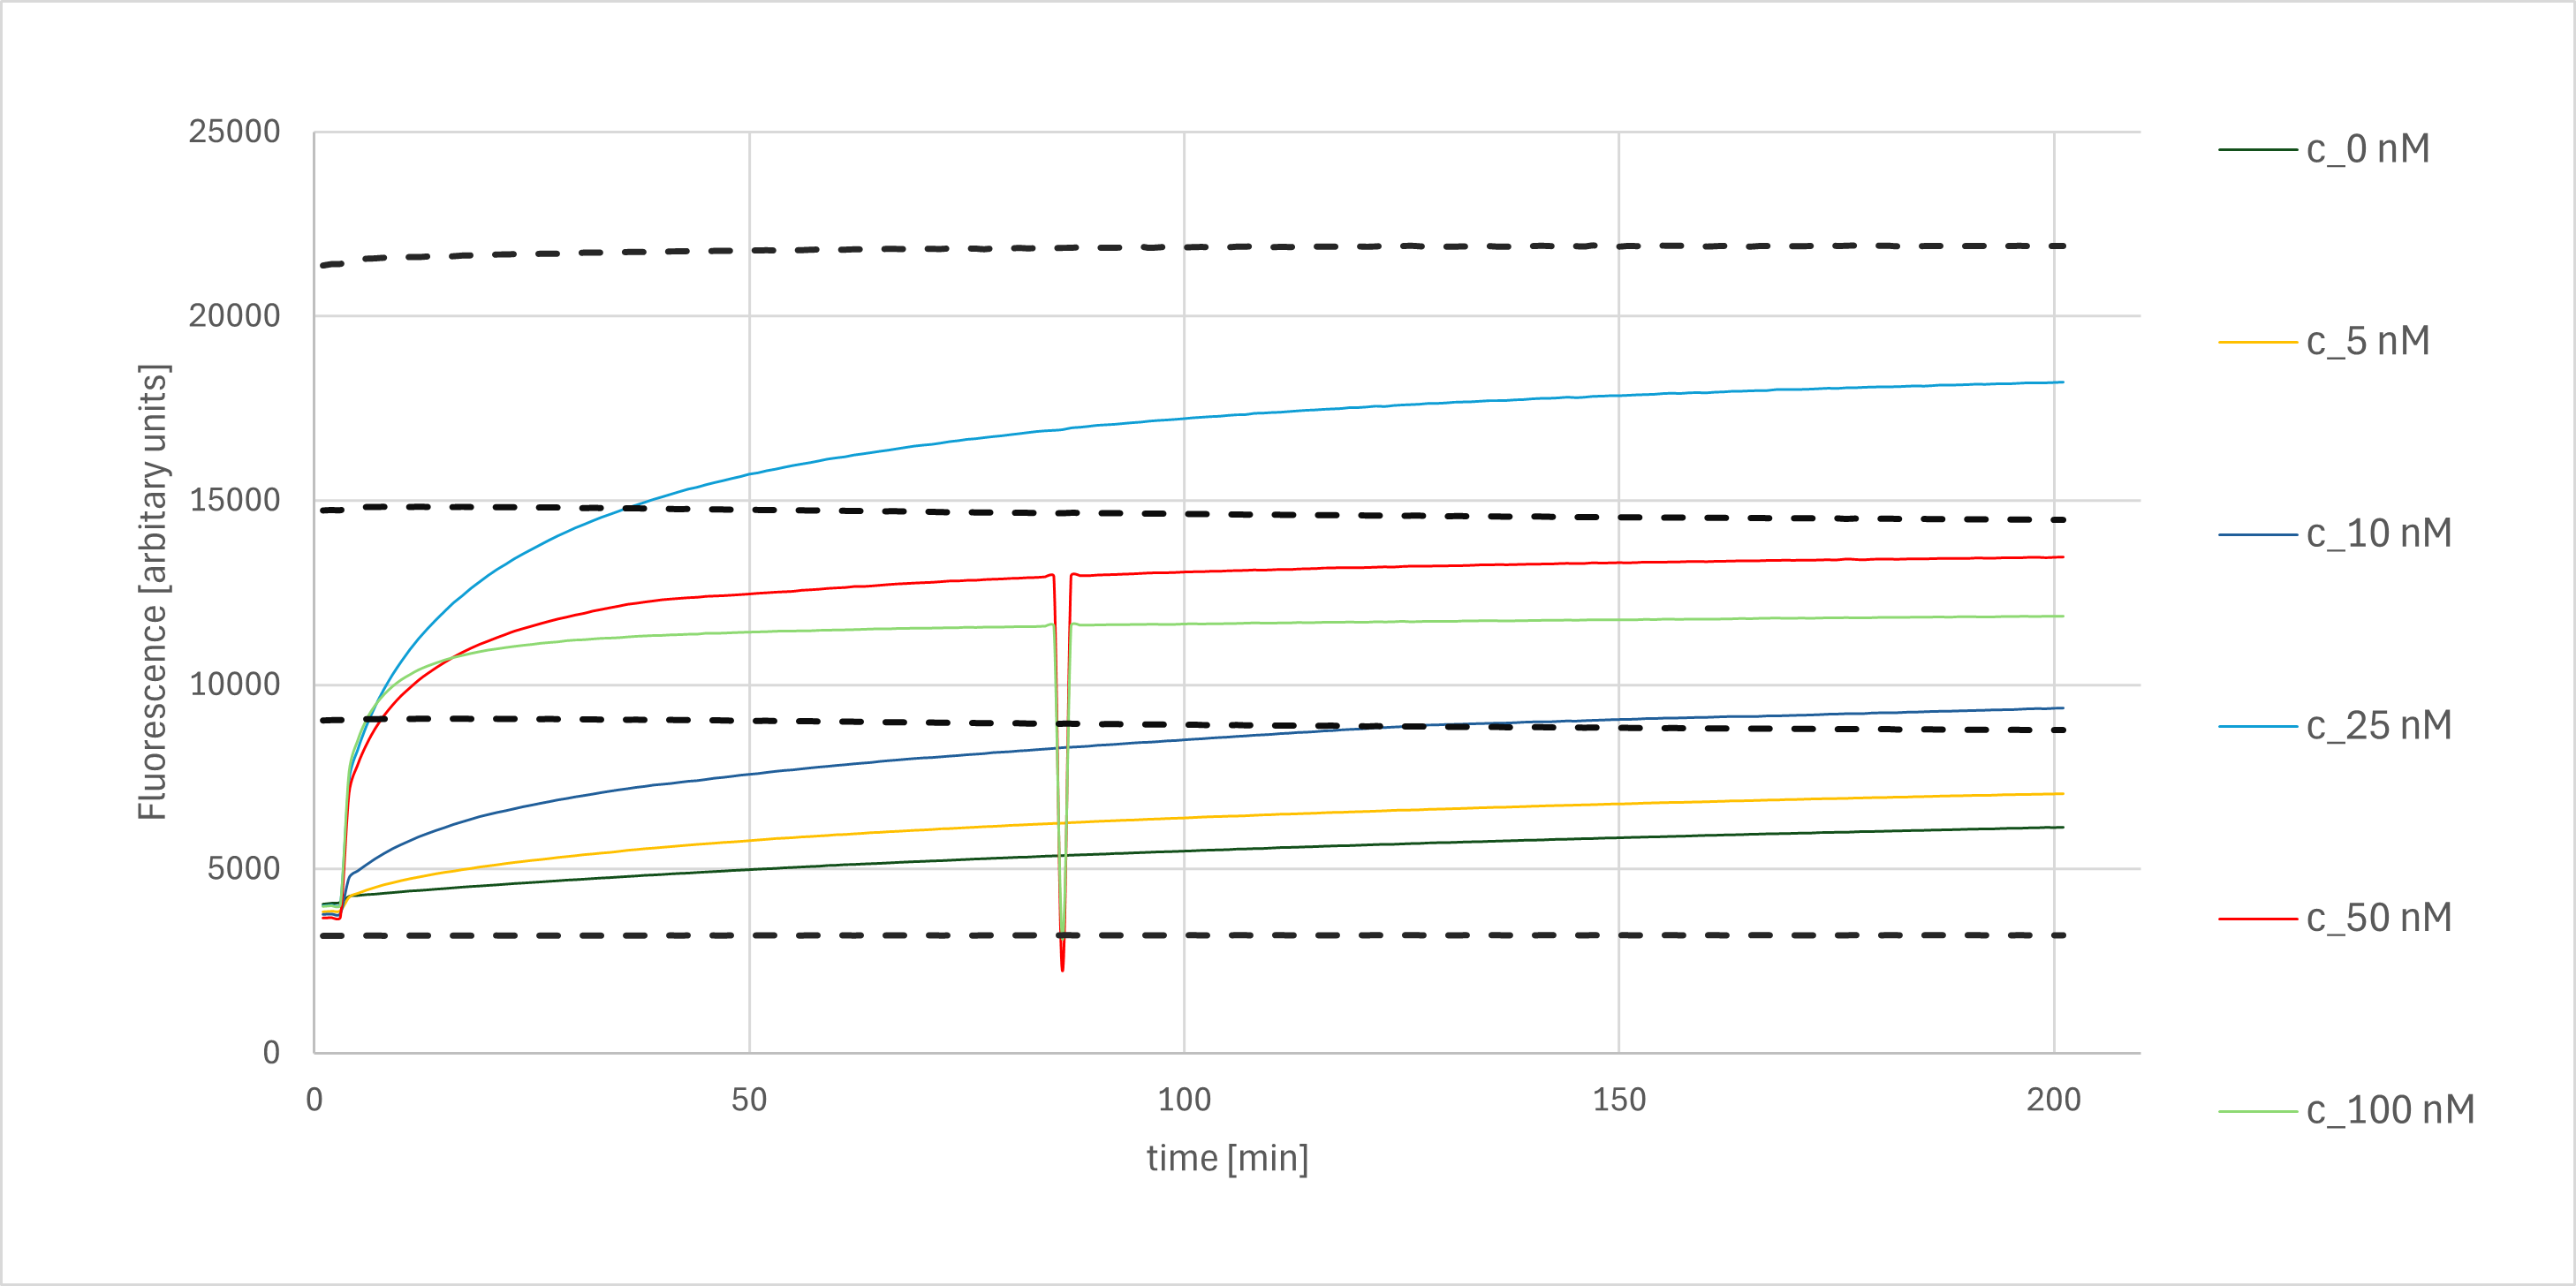 25000
20000
15000
10000
5000
0
Fluorescence [arbitary units]
0
50
100
150
200
time [min]
c_0 nM
c_5 nM
c_10 nM
c_25 nM
c_50 nM
c_100 nM